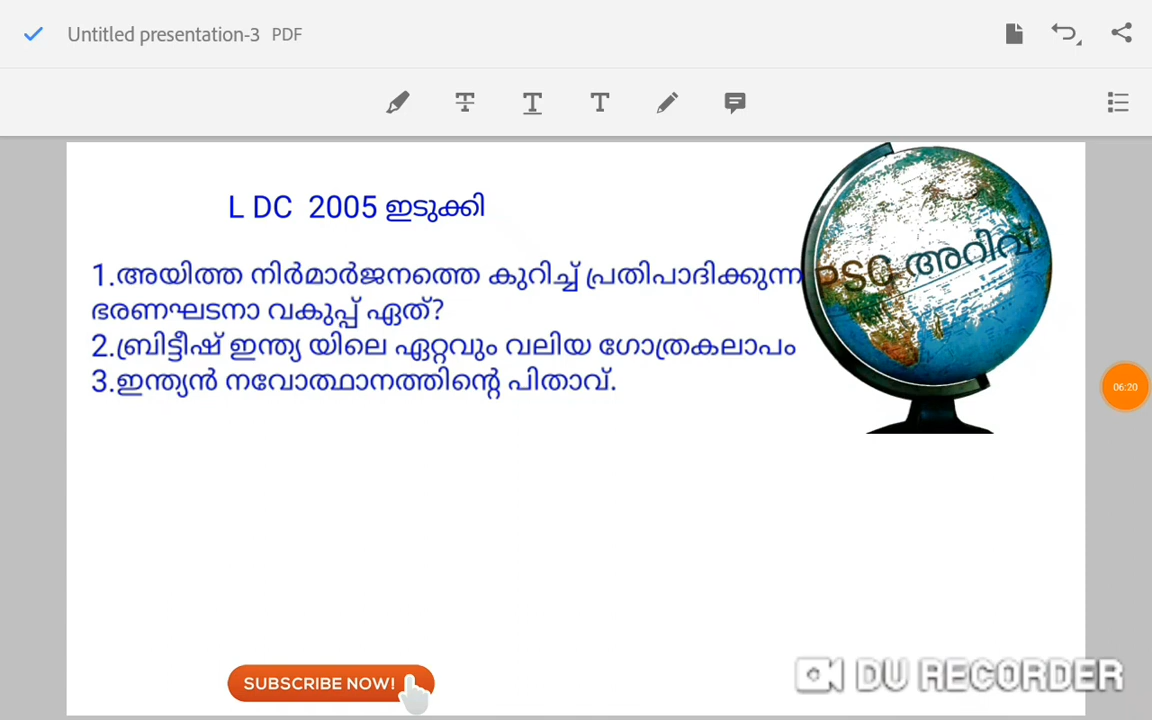 Untitled presentation-3 PDF
L DC 2005 ഇടുക്കി
PSC അറിവ്
1.അയിത്ത നിർമാർജനത്തെ കുറിച്ച് പ്രതിപാദിക്കുന്ന
ഭരണഘടനാ വകുപ്പ് ഏത്?
2.ബ്രിട്ടീഷ് ഇന്ത്യ യിലെ ഏറ്റവും വലിയ ഗോത്രകലാപം
3.ഇന്ത്യൻ നവോത്ഥാനത്തിന്റെ പിതാവ്.
06:20
SUBSCRIBE NOW!
DU RECORDER